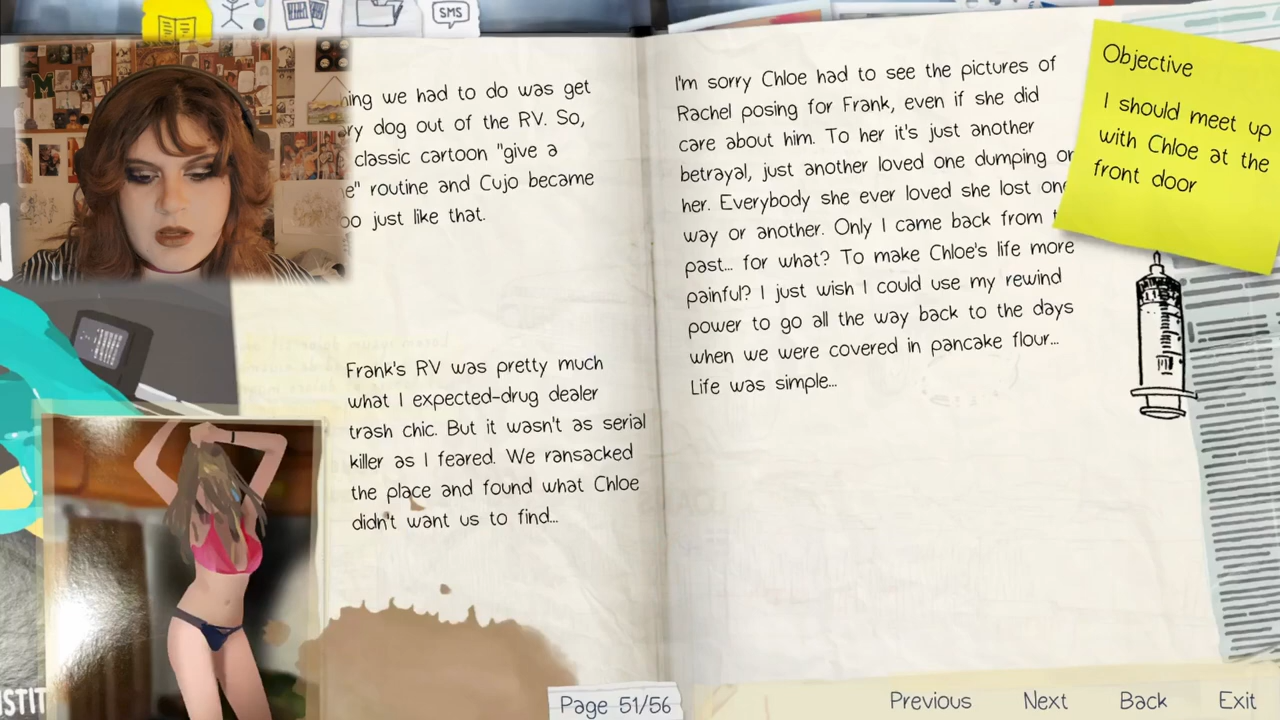 SMS
M
hing we had to do was get
ry dog out of the RV. So,
classic cartoon "give a
e" routine and Cujo became
oo just like that.
Frank's RV was pretty much
what I expected-drug dealer
trash chic. But it wasn't as serial
killer as I feared. We ransacked
the place and found what Chloe
didn't want us to find...
I'm sorry Chloe had to see the pictures of
Rachel posing for Frank, even if she did
care about him. To her it's just another
betrayal, just another loved one dumping on
her. Everybody she ever loved she lost one
way or another. Only I came back from
past... for what? To make Chloe's life more
painful? I just wish I could use my rewind
power to go all the way back to the days
when we were covered in pancake flour...
Life was simple...
Objective
I should meet up
with Chloe at the
front door
NSTIT
Page 51/56
Previous
Next
Back
Exit